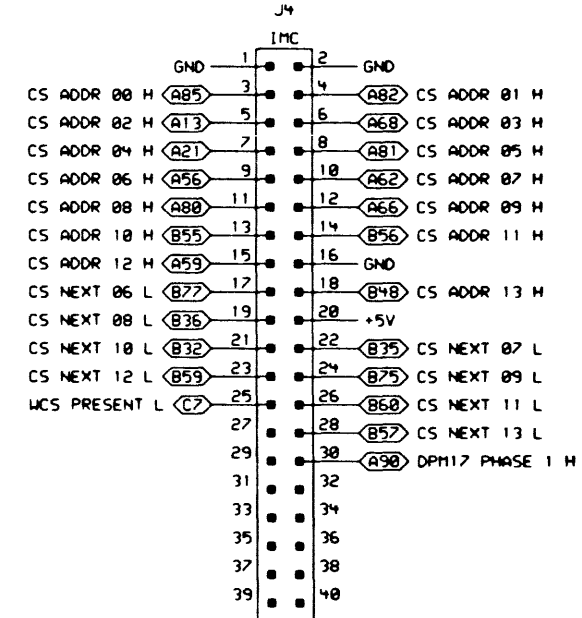 J4
IMC
GND 1 2 GND
CS ADDR 00 H A85 3 4 A82 CS ADDR 01 H
CS ADDR 02 H A13 5 6 A68 CS ADDR 03 H
CS ADDR 04 H A21 7 8 A81 CS ADDR 05 H
CS ADDR 06 H A56 9 10 A62 CS ADDR 07 H
CS ADDR 08 H A80 11 12 A66 CS ADDR 09 H
CS ADDR 10 H B55 13 14 B56 CS ADDR 11 H
CS ADDR 12 H A59 15 16 GND
CS NEXT 06 L B77 17 18 B48 CS ADDR 13 H
CS NEXT 08 L B36 19 20 +5V
CS NEXT 10 L B32 21 22 B35 CS NEXT 07 L
CS NEXT 12 L B59 23 24 B75 CS NEXT 09 L
WCS PRESENT L C7 25 26 B60 CS NEXT 11 L
27 28 B57 CS NEXT 13 L
29 30 A90 DPM17 PHASE 1 H
31 32
33 34
35 36
37 38
39 40